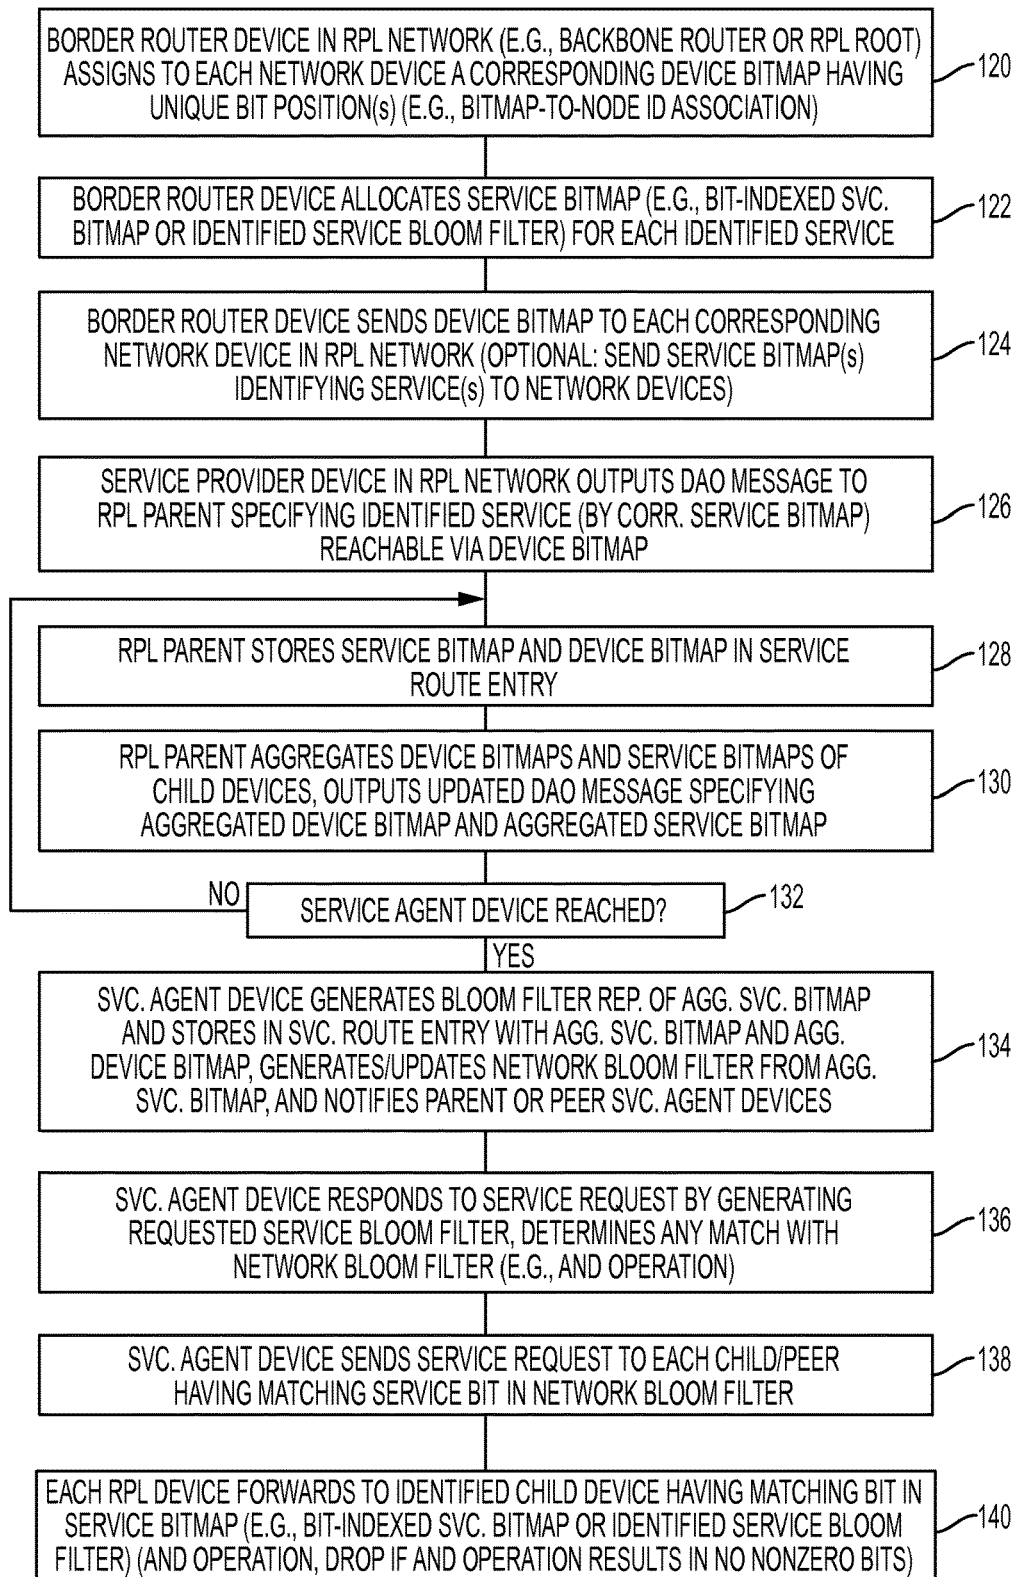 BORDER ROUTER DEVICE IN RPL NETWORK (E.G., BACKBONE ROUTER OR RPL ROOT)
ASSIGNS TO EACH NETWORK DEVICE A CORRESPONDING DEVICE BITMAP HAVING
UNIQUE BIT POSITION(s) (E.G., BITMAP-TO-NODE ID ASSOCIATION)
120
BORDER ROUTER DEVICE ALLOCATES SERVICE BITMAP (E.G., BIT-INDEXED SVC.
BITMAP OR IDENTIFIED SERVICE BLOOM FILTER) FOR EACH IDENTIFIED SERVICE
122
BORDER ROUTER DEVICE SENDS DEVICE BITMAP TO EACH CORRESPONDING
NETWORK DEVICE IN RPL NETWORK (OPTIONAL: SEND SERVICE BITMAP(s)
IDENTIFYING SERVICE(s) TO NETWORK DEVICES)
124
SERVICE PROVIDER DEVICE IN RPL NETWORK OUTPUTS DAO MESSAGE TO
RPL PARENT SPECIFYING IDENTIFIED SERVICE (BY CORR. SERVICE BITMAP)
REACHABLE VIA DEVICE BITMAP
126
RPL PARENT STORES SERVICE BITMAP AND DEVICE BITMAP IN SERVICE
ROUTE ENTRY
128
RPL PARENT AGGREGATES DEVICE BITMAPS AND SERVICE BITMAPS OF
CHILD DEVICES, OUTPUTS UPDATED DAO MESSAGE SPECIFYING
AGGREGATED DEVICE BITMAP AND AGGREGATED SERVICE BITMAP
130
NO
SERVICE AGENT DEVICE REACHED?
132
YES
SVC. AGENT DEVICE GENERATES BLOOM FILTER REP. OF AGG. SVC. BITMAP
AND STORES IN SVC. ROUTE ENTRY WITH AGG. SVC. BITMAP AND AGG.
DEVICE BITMAP, GENERATES/UPDATES NETWORK BLOOM FILTER FROM AGG.
SVC. BITMAP, AND NOTIFIES PARENT OR PEER SVC. AGENT DEVICES
134
SVC. AGENT DEVICE RESPONDS TO SERVICE REQUEST BY GENERATING
REQUESTED SERVICE BLOOM FILTER, DETERMINES ANY MATCH WITH
NETWORK BLOOM FILTER (E.G., AND OPERATION)
136
SVC. AGENT DEVICE SENDS SERVICE REQUEST TO EACH CHILD/PEER
HAVING MATCHING SERVICE BIT IN NETWORK BLOOM FILTER
138
EACH RPL DEVICE FORWARDS TO IDENTIFIED CHILD DEVICE HAVING MATCHING BIT IN
SERVICE BITMAP (E.G., BIT-INDEXED SVC. BITMAP OR IDENTIFIED SERVICE BLOOM
FILTER) (AND OPERATION, DROP IF AND OPERATION RESULTS IN NO NONZERO BITS)
140